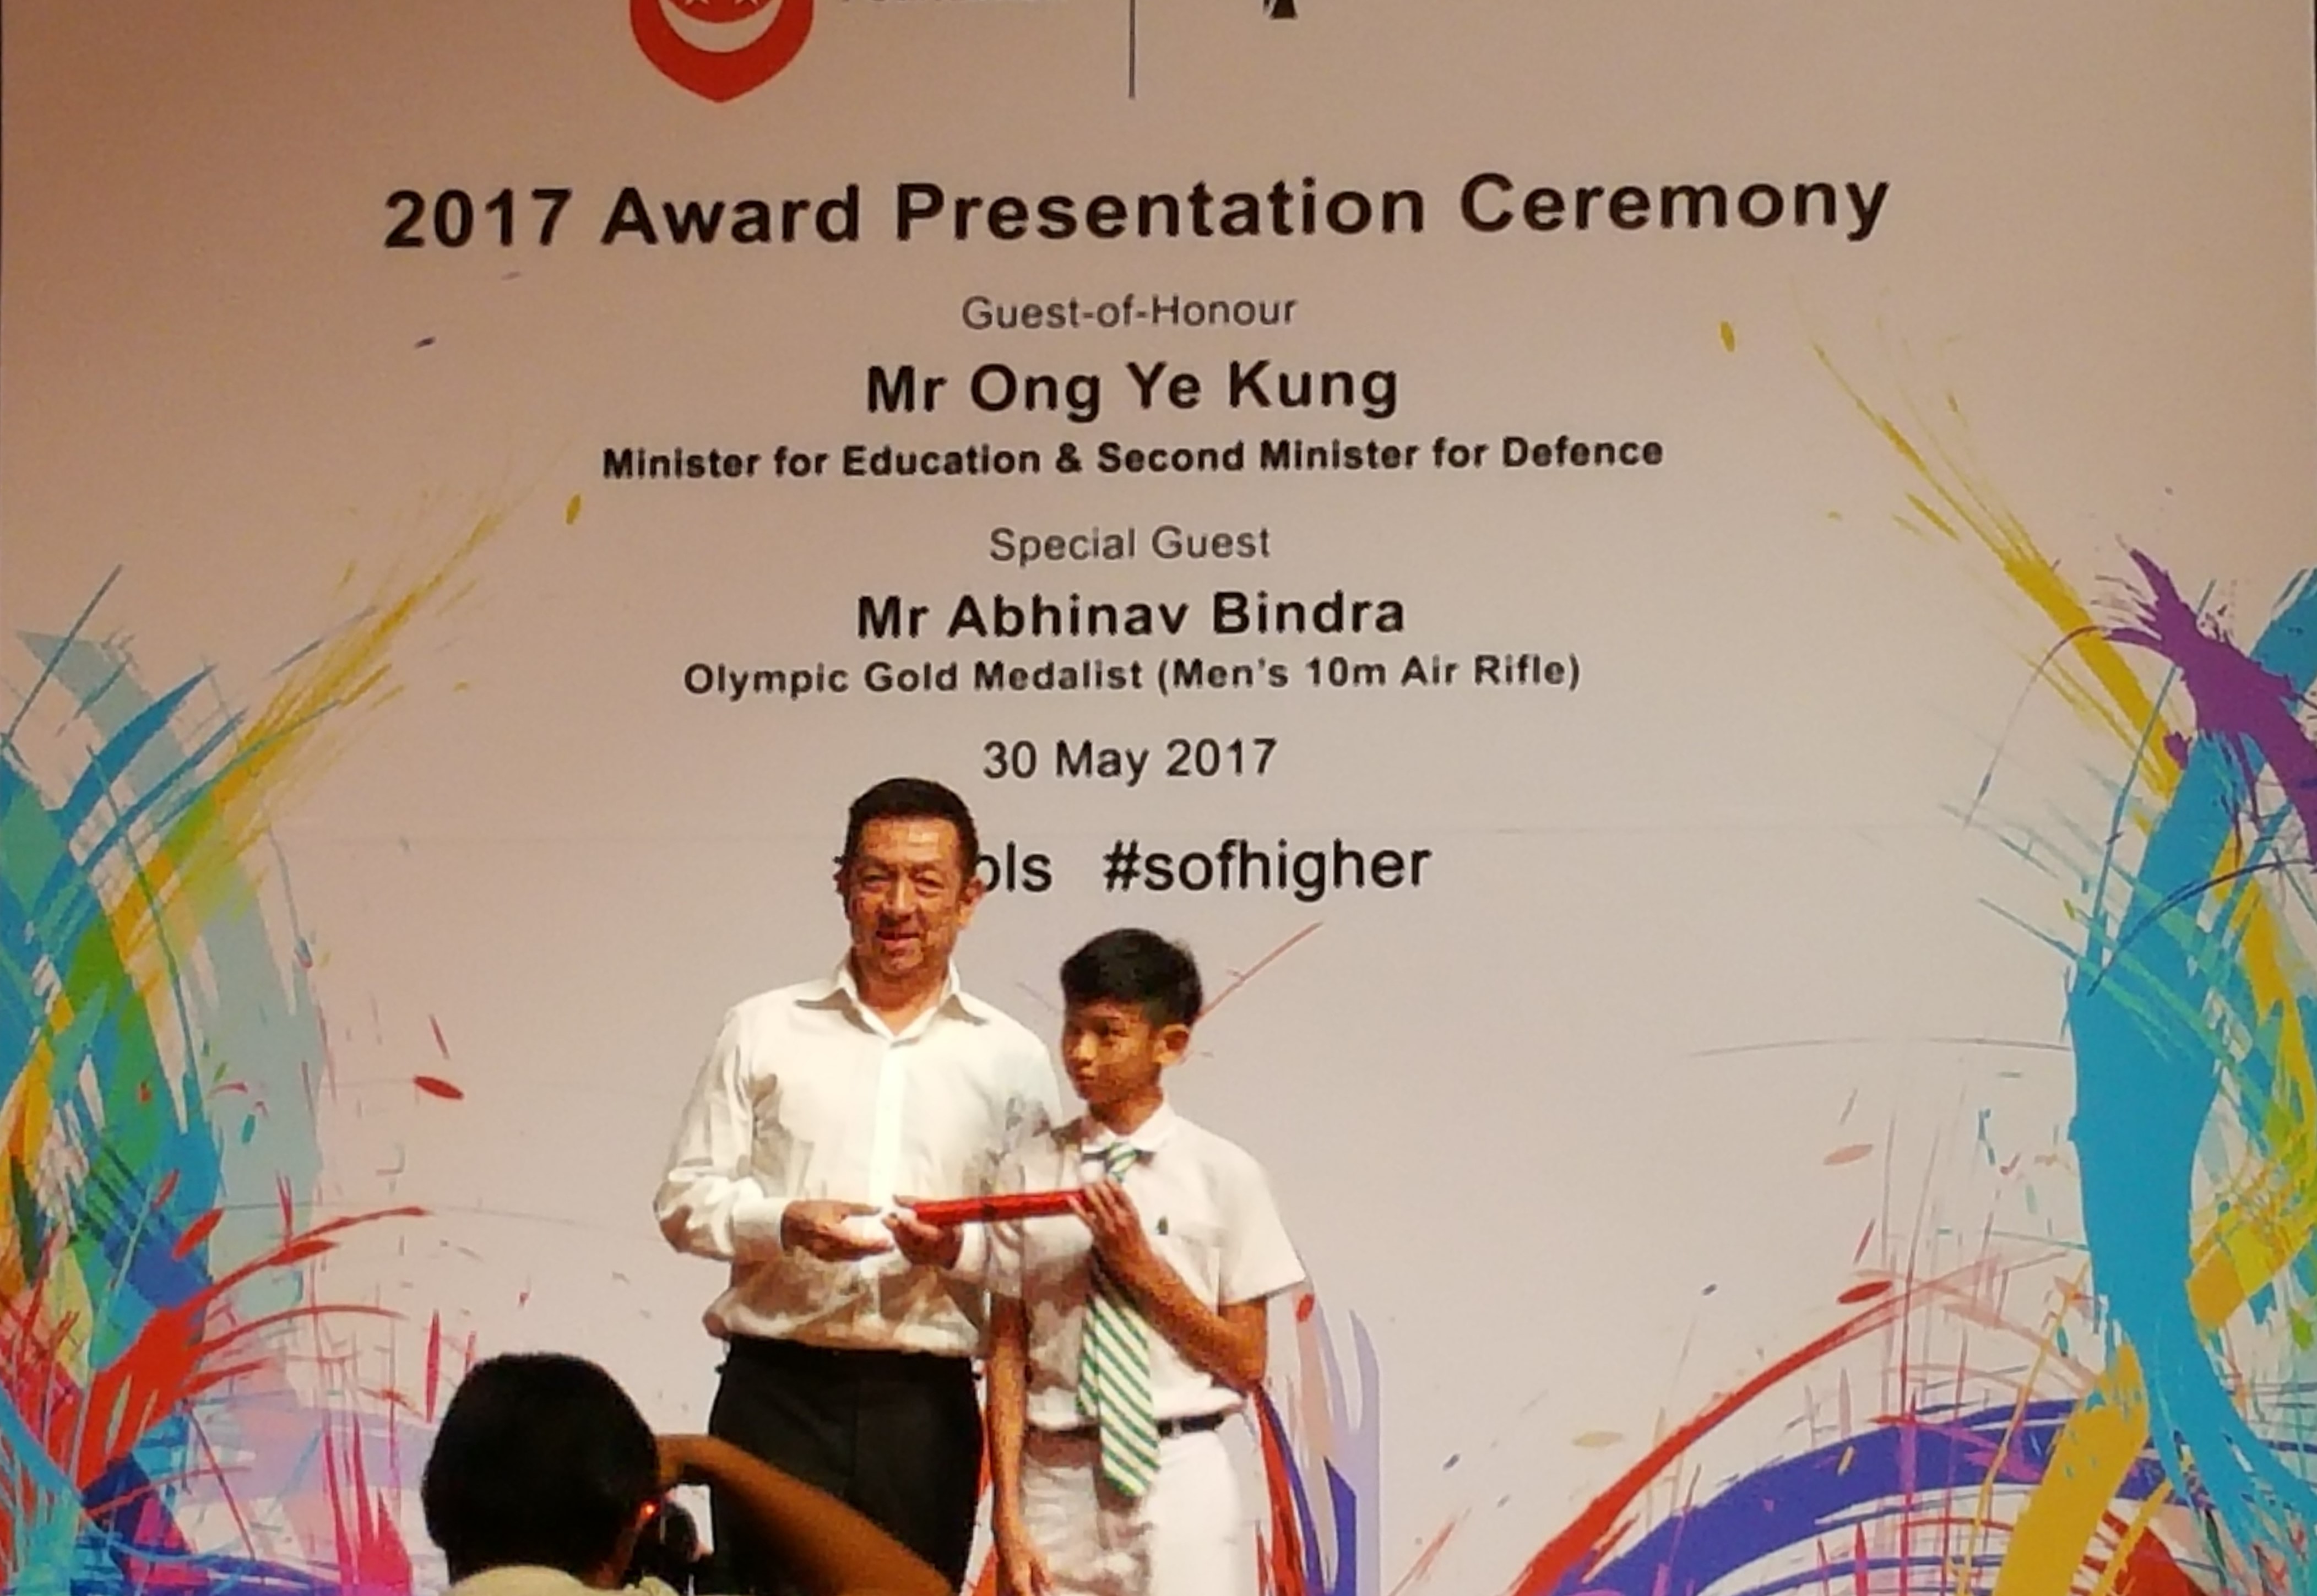 2017 Award Presentation Ceremony
Guest-of-Honour
Mr Ong Ye Kung
Minister for Education & Second Minister for Defence
Special Guest
Mr Abhinav Bindra
Olympic Gold Medalist (Men's 10m Air Rifle)
30 May 2017
#sofhigher